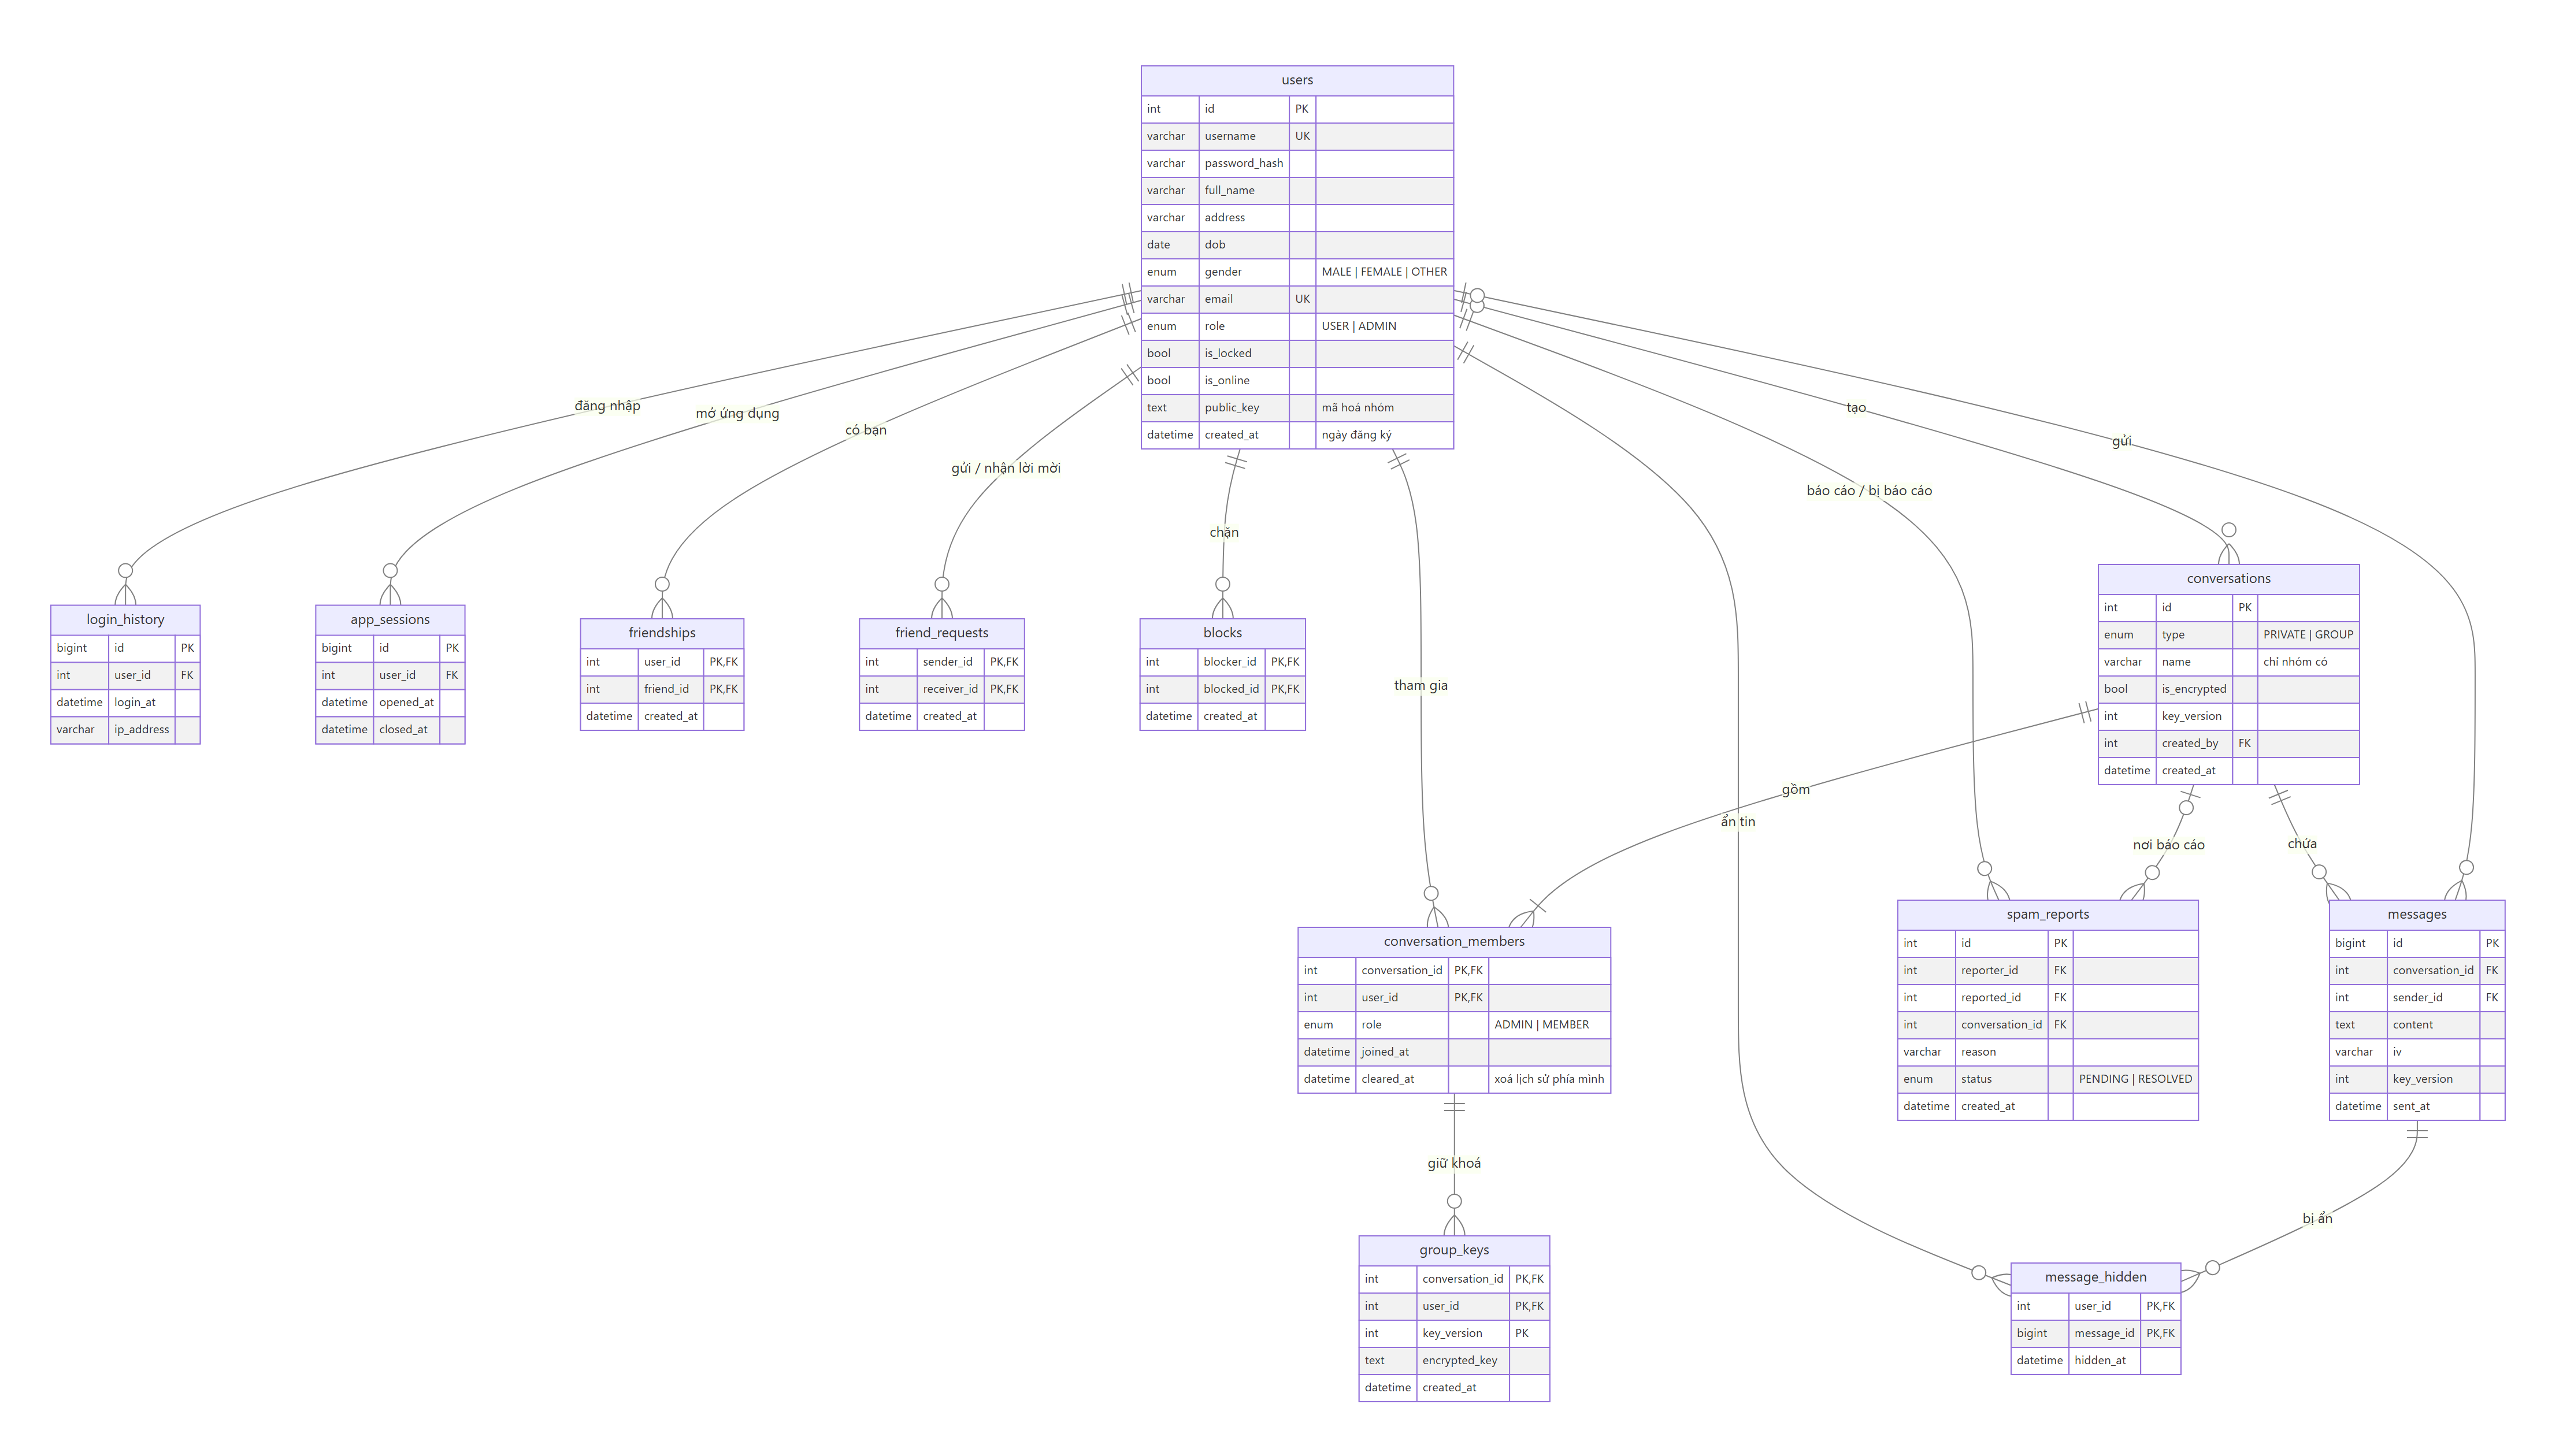 users
int id PK
varchar username UK
varchar password_hash
varchar full_name
varchar address
date dob
enum gender MALE | FEMALE | OTHER
varchar email UK
enum role USER | ADMIN
bool is_locked
bool is_online
text public_key mã hoá nhóm
datetime created_at ngày đăng ký
đăng nhập
mở ứng dụng
có bạn
gửi / nhận lời mời
chặn
tham gia
ẩn tin
báo cáo / bị báo cáo
tạo
gửi
login_history
bigint id PK
int user_id FK
datetime login_at
varchar ip_address
app_sessions
bigint id PK
int user_id FK
datetime opened_at
datetime closed_at
friendships
int user_id PK,FK
int friend_id PK,FK
datetime created_at
friend_requests
int sender_id PK,FK
int receiver_id PK,FK
datetime created_at
blocks
int blocker_id PK,FK
int blocked_id PK,FK
datetime created_at
conversations
int id PK
enum type PRIVATE | GROUP
varchar name chỉ nhóm có
bool is_encrypted
int key_version
int created_by FK
datetime created_at
gồm
nơi báo cáo
chứa
conversation_members
int conversation_id PK,FK
int user_id PK,FK
enum role ADMIN | MEMBER
datetime joined_at
datetime cleared_at xoá lịch sử phía mình
spam_reports
int id PK
int reporter_id FK
int reported_id FK
int conversation_id FK
varchar reason
enum status PENDING | RESOLVED
datetime created_at
messages
bigint id PK
int conversation_id FK
int sender_id FK
text content
varchar iv
int key_version
datetime sent_at
giữ khoá
bị ẩn
group_keys
int conversation_id PK,FK
int user_id PK,FK
int key_version PK
text encrypted_key
datetime created_at
message_hidden
int user_id PK,FK
bigint message_id PK,FK
datetime hidden_at